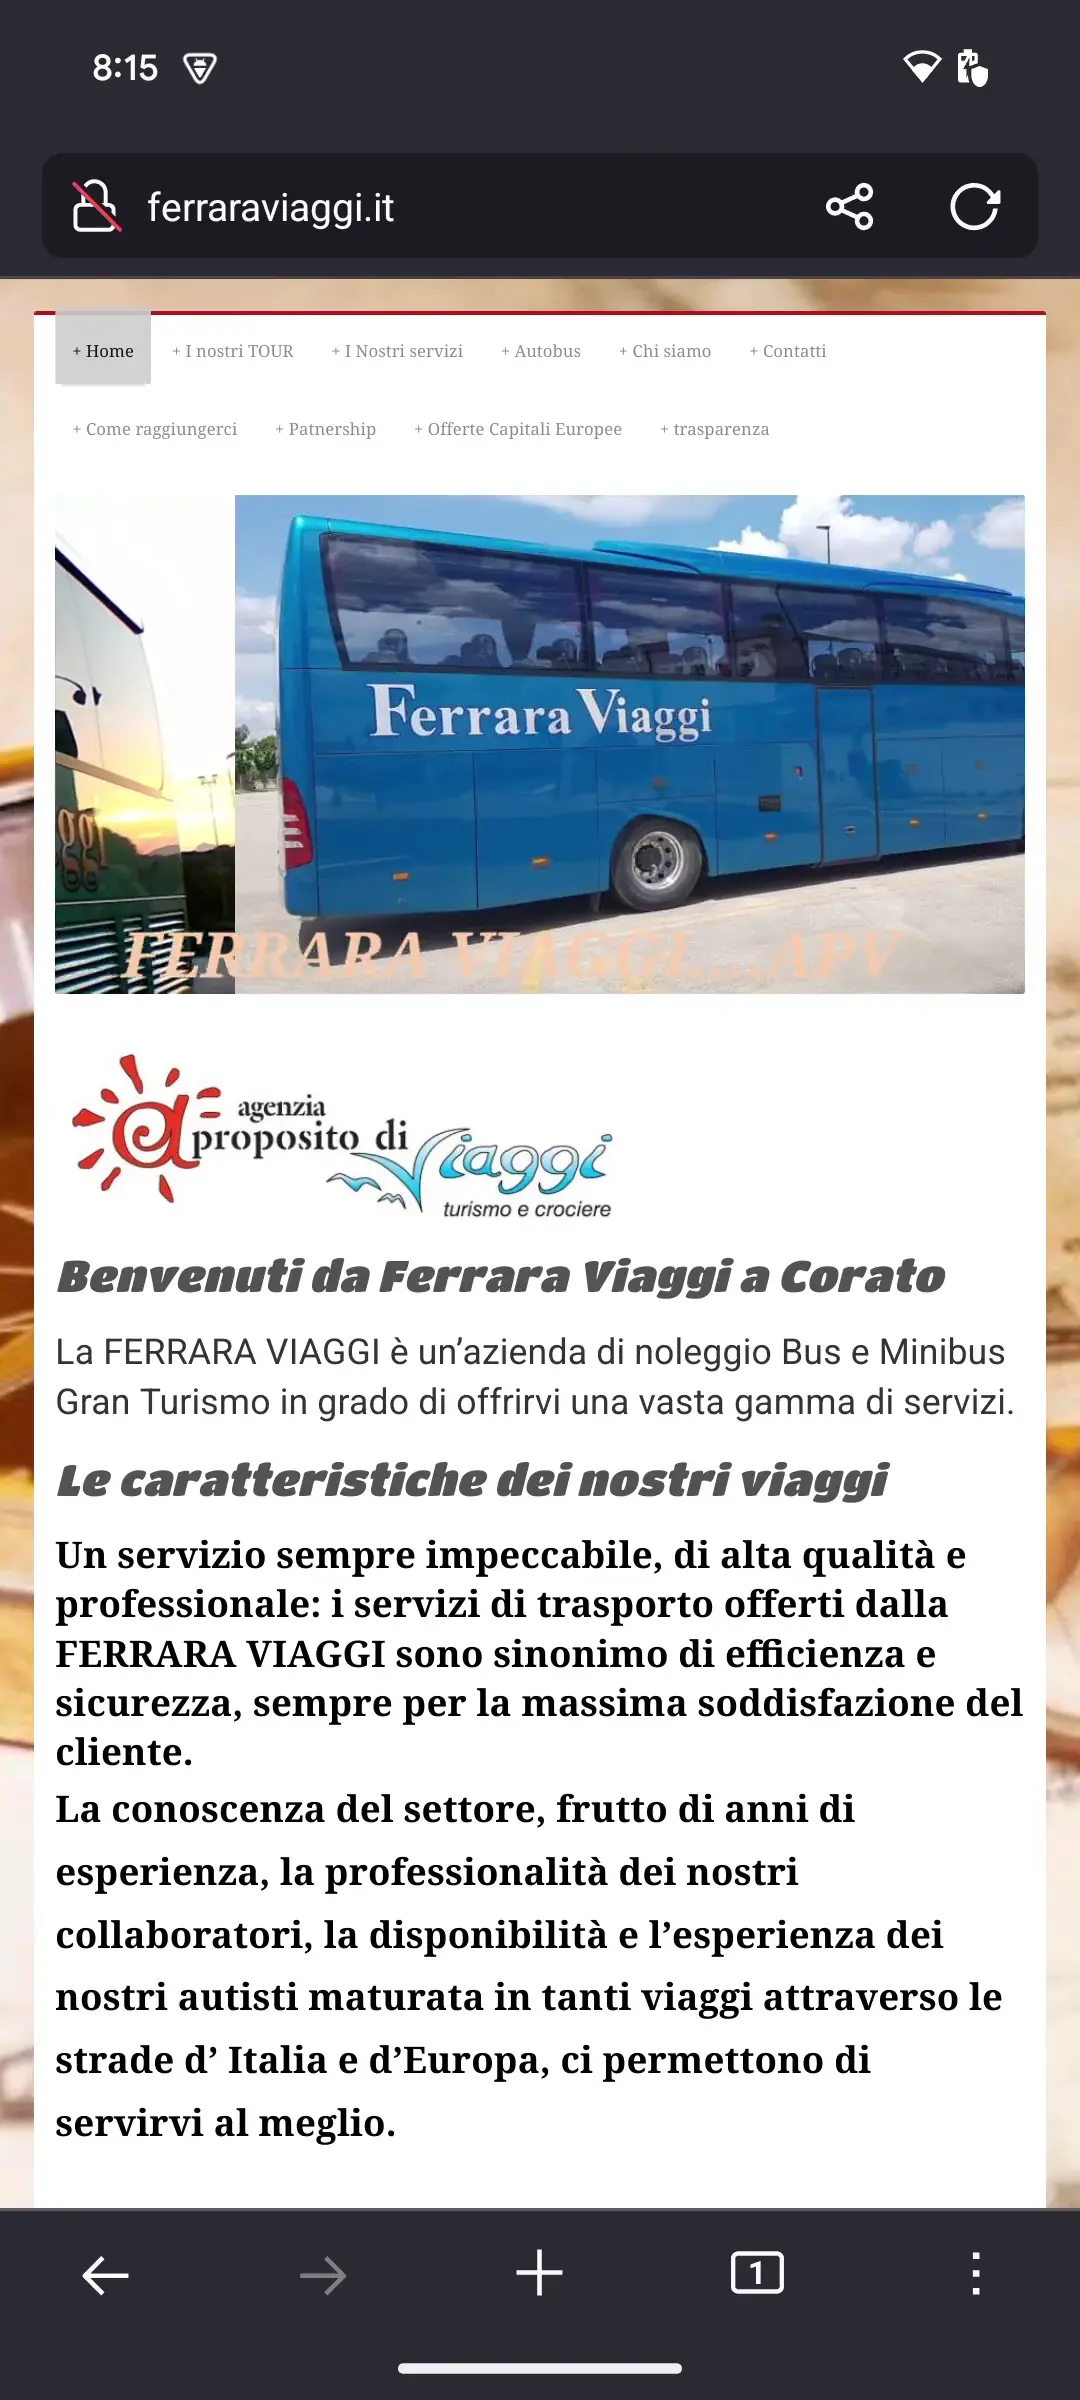 8:15
ferraraviaggi.it
+ Home + I nostri TOUR + I Nostri servizi + Autobus + Chi siamo + Contatti
+ Come raggiungerci + Patnership + Offerte Capitali Europee + trasparenza
Ferrara Viaggi
ggi
FERRARA VIAGGI....APV
agenzia
a proposito di Viaggi
turismo e crociere
Benvenuti da Ferrara Viaggi a Corato
La FERRARA VIAGGI è un’azienda di noleggio Bus e Minibus
Gran Turismo in grado di offrirvi una vasta gamma di servizi.
Le caratteristiche dei nostri viaggi
Un servizio sempre impeccabile, di alta qualità e
professionale: i servizi di trasporto offerti dalla
FERRARA VIAGGI sono sinonimo di efficienza e
sicurezza, sempre per la massima soddisfazione del
cliente.
La conoscenza del settore, frutto di anni di
esperienza, la professionalità dei nostri
collaboratori, la disponibilità e l’esperienza dei
nostri autisti maturata in tanti viaggi attraverso le
strade d’ Italia e d’Europa, ci permettono di
servirvi al meglio.
1